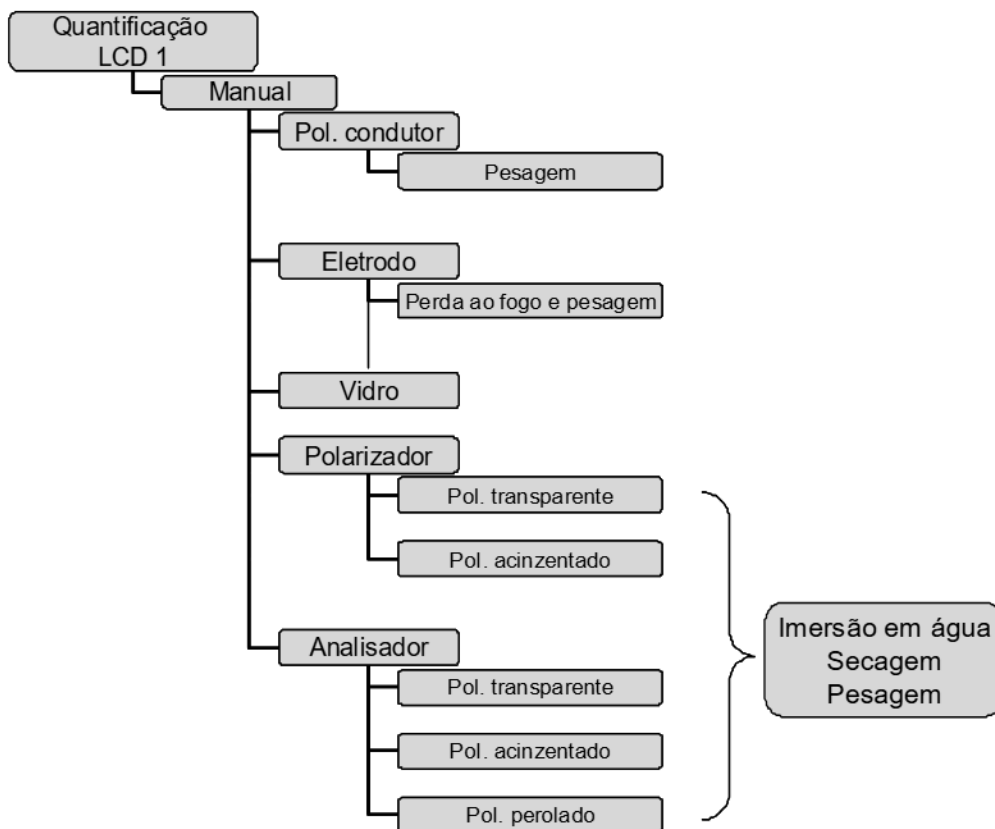 Quantificação
LCD 1
Manual
Pol. condutor
Pesagem
Eletrodo
Perda ao fogo e pesagem
Vidro
Polarizador
Pol. transparente
Pol. acinzentado
Analisador
Pol. transparente
Pol. acinzentado
Pol. perolado
Imersão em água
Secagem
Pesagem